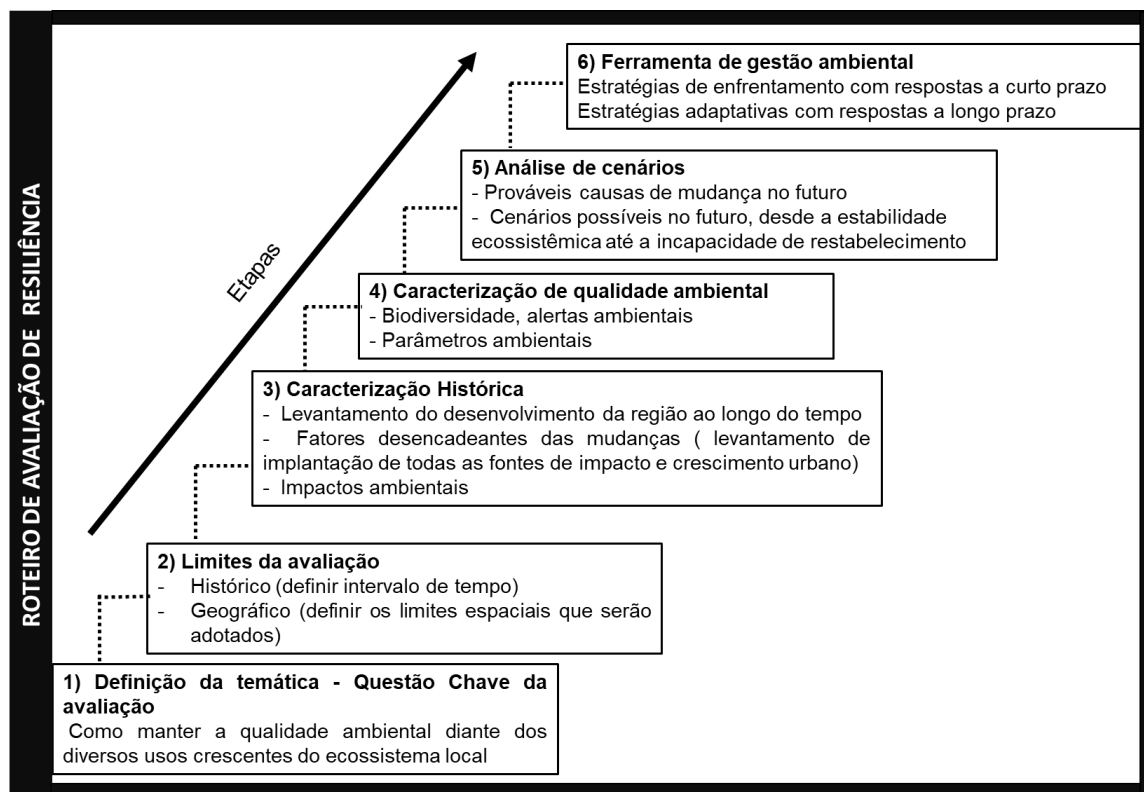 ROTEIRO DE AVALIAÇÃO DE RESILIÊNCIA
Etapas
6) Ferramenta de gestão ambiental
Estratégias de enfrentamento com respostas a curto prazo
Estratégias adaptativas com respostas a longo prazo
5) Análise de cenários
- Prováveis causas de mudança no futuro
- Cenários possíveis no futuro, desde a estabilidade
ecossistêmica até a incapacidade de restabelecimento
4) Caracterização de qualidade ambiental
- Biodiversidade, alertas ambientais
- Parâmetros ambientais
3) Caracterização Histórica
- Levantamento do desenvolvimento da região ao longo do tempo
- Fatores desencadeantes das mudanças ( levantamento de
implantação de todas as fontes de impacto e crescimento urbano)
- Impactos ambientais
2) Limites da avaliação
- Histórico (definir intervalo de tempo)
- Geográfico (definir os limites espaciais que serão
adotados)
1) Definição da temática - Questão Chave da
avaliação
Como manter a qualidade ambiental diante dos
diversos usos crescentes do ecossistema local